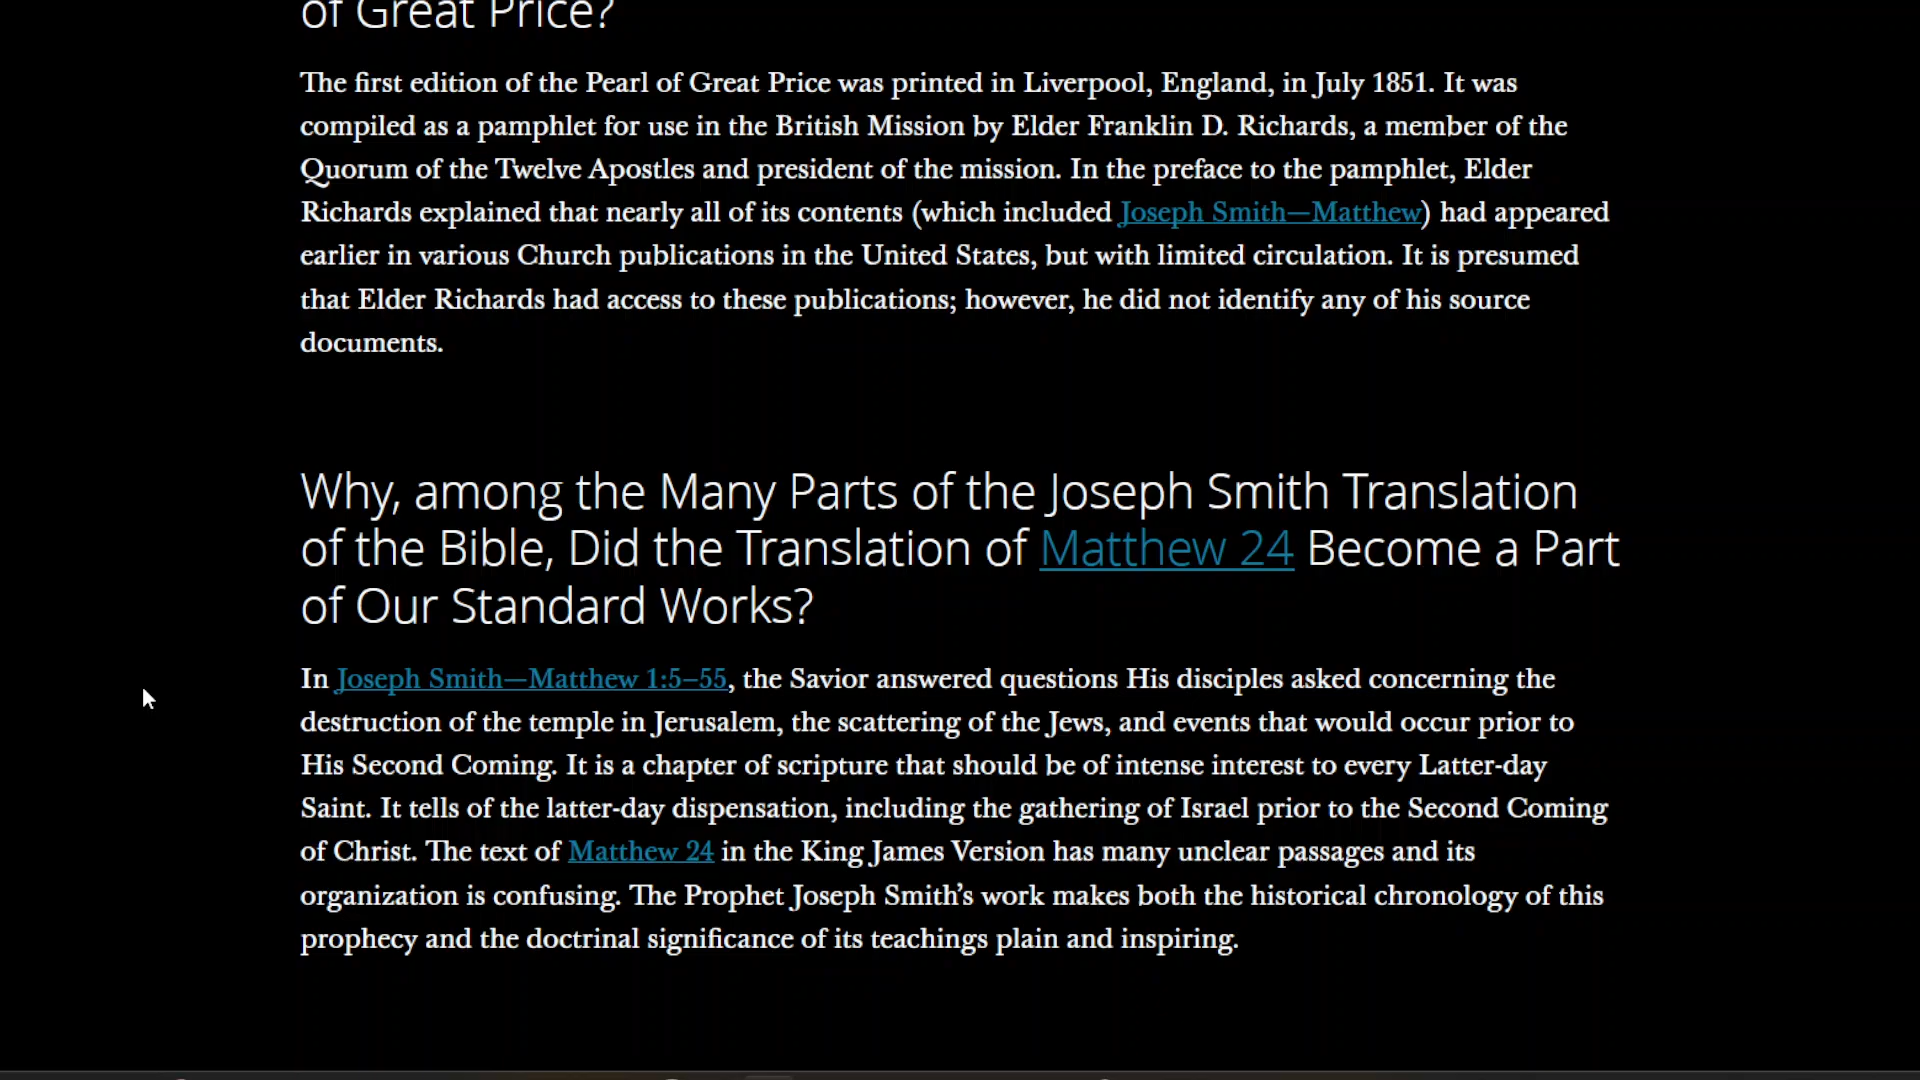 of Great Price?
The first edition of the Pearl of Great Price was printed in Liverpool, England, in July 1851. It was
compiled as a pamphlet for use in the British Mission by Elder Franklin D. Richards, a member of the
Quorum of the Twelve Apostles and president of the mission. In the preface to the pamphlet, Elder
Richards explained that nearly all of its contents (which included Joseph Smith—Matthew) had appeared
earlier in various Church publications in the United States, but with limited circulation. It is presumed
that Elder Richards had access to these publications; however, he did not identify any of his source
documents.
Why, among the Many Parts of the Joseph Smith Translation
of the Bible, Did the Translation of Matthew 24 Become a Part
of Our Standard Works?
In Joseph Smith—Matthew 1:5–55, the Savior answered questions His disciples asked concerning the
destruction of the temple in Jerusalem, the scattering of the Jews, and events that would occur prior to
His Second Coming. It is a chapter of scripture that should be of intense interest to every Latter-day
Saint. It tells of the latter-day dispensation, including the gathering of Israel prior to the Second Coming
of Christ. The text of Matthew 24 in the King James Version has many unclear passages and its
organization is confusing. The Prophet Joseph Smith’s work makes both the historical chronology of this
prophecy and the doctrinal significance of its teachings plain and inspiring.